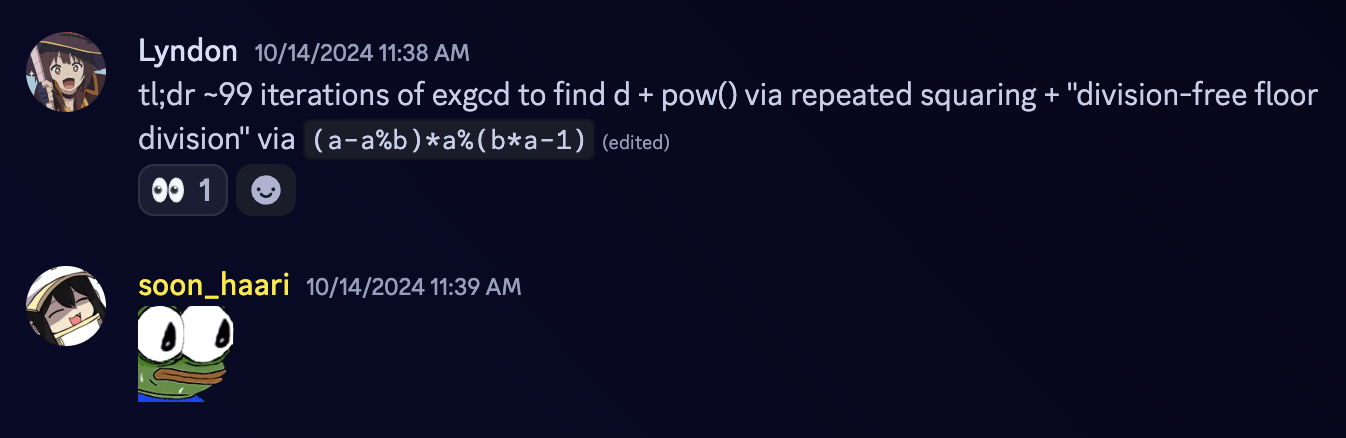 Lyndon 10/14/2024 11:38 AM
tl;dr ~99 iterations of exgcd to find d + pow() via repeated squaring + "division-free floor
division" via (a-a%b)*a%(b*a-1) (edited)
1
soon_haari 10/14/2024 11:39 AM